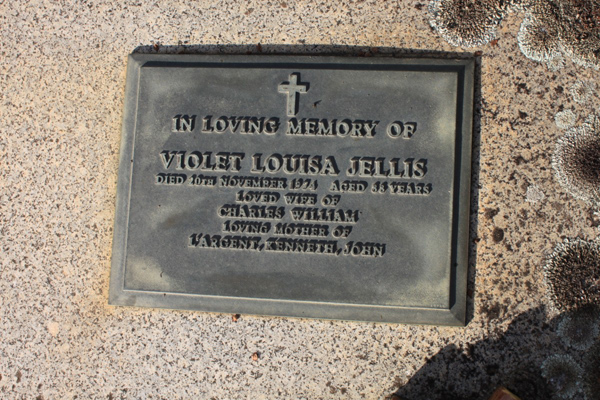 IN LOVING MEMORY OF
VIOLET LOUISA JELLIS
DIED NOVEMBER 1974 AGED YEARS
LOVED WIFE OF
CHARLES WILLIAM
LOVING MOTHER OF
L'ARGENT, KENNETH, JOHN